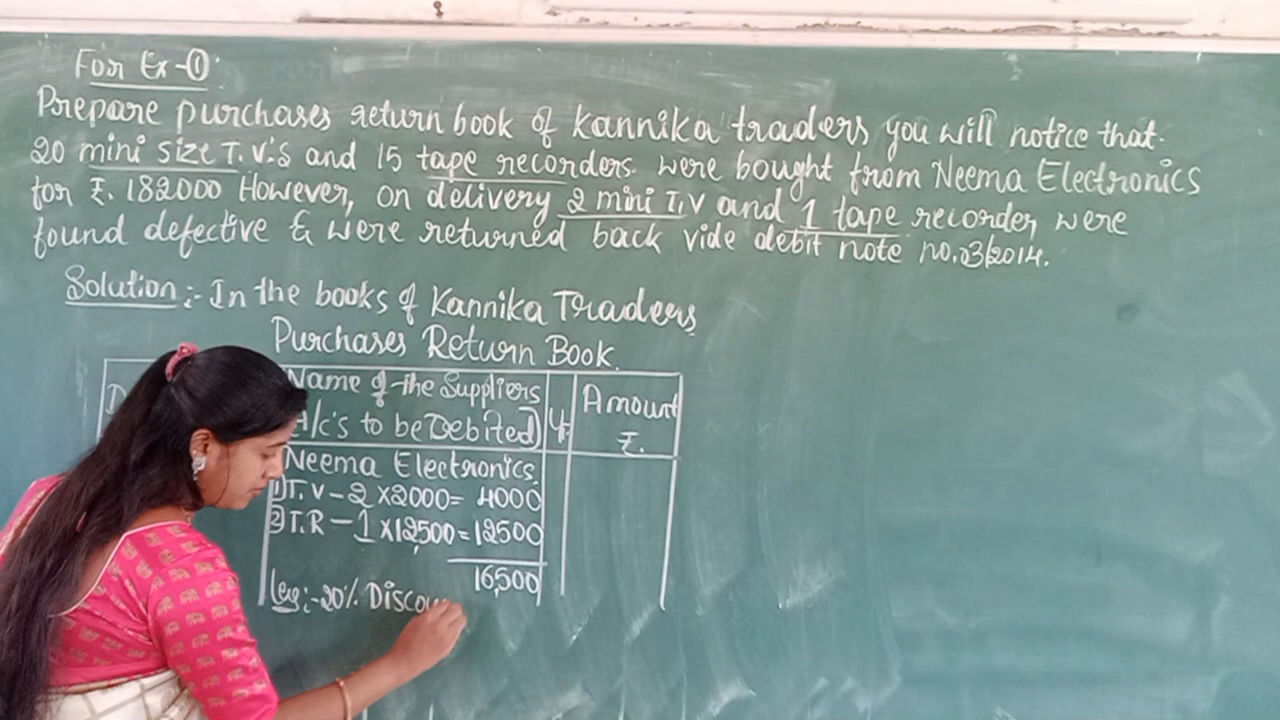 For Ex-①:
Prepare purchases return book of Kannika traders you will notice that.
20 mini size T.V.'s and 15 tape recorders were bought from Neema Electronics
for ₹. 182000 However, on delivery 2 mini T.V and 1 tape recorder were
found defective & were returned back vide debit note no.03/2014.
Solution:- In the books of Kannika Traders
Purchases Return Book.
Name of the Suppliers
A/c's to be Debited)
Amount
₹.
Neema Electronics
1) T.V - 2 x2000= 4000
2) T.R - 1 x12,500=12500
16,500
Less:-20% Discou